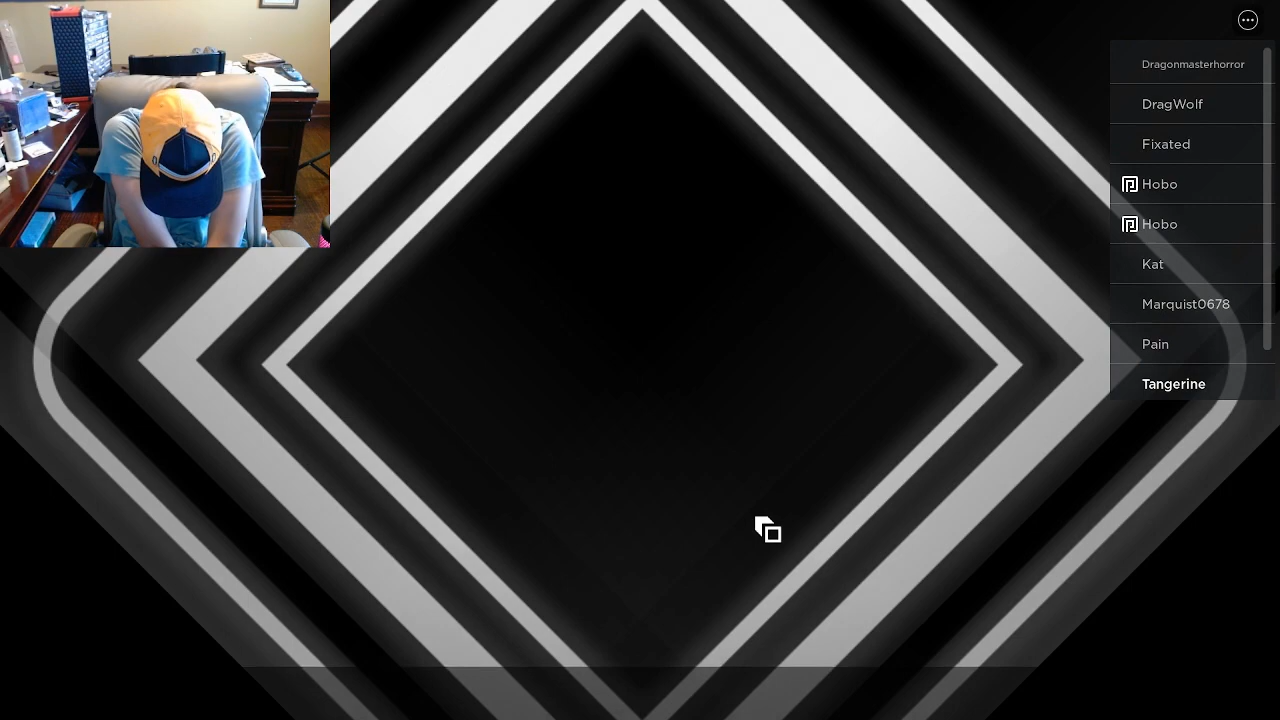 Dragonmasterhorror
DragWolf
Fixated
Hobo
Hobo
Kat
Marquist0678
Pain
Tangerine